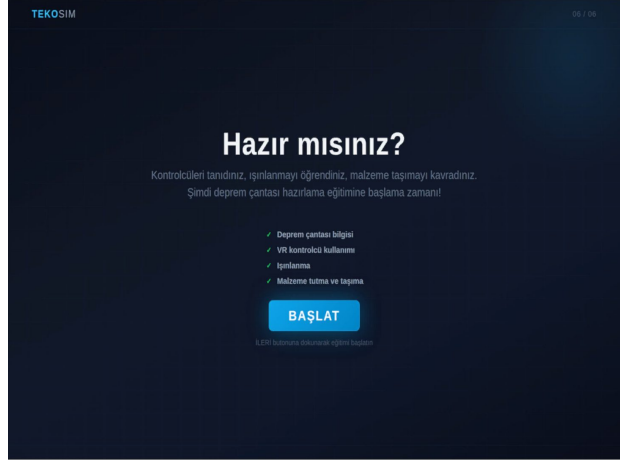 TEKOSIM
06 / 06
Hazır mısınız?
Kontrolcüleri tanıdınız, ışınlanmayı öğrendiniz, malzeme taşımayı kavradınız.
Şimdi deprem çantası hazırlama eğitimine başlama zamanı!
✓ Deprem çantası bilgisi
✓ VR kontrolcü kullanımı
✓ Işınlanma
✓ Malzeme tutma ve taşıma
BAŞLAT
İLERİ butonuna dokunarak eğitimi başlatın